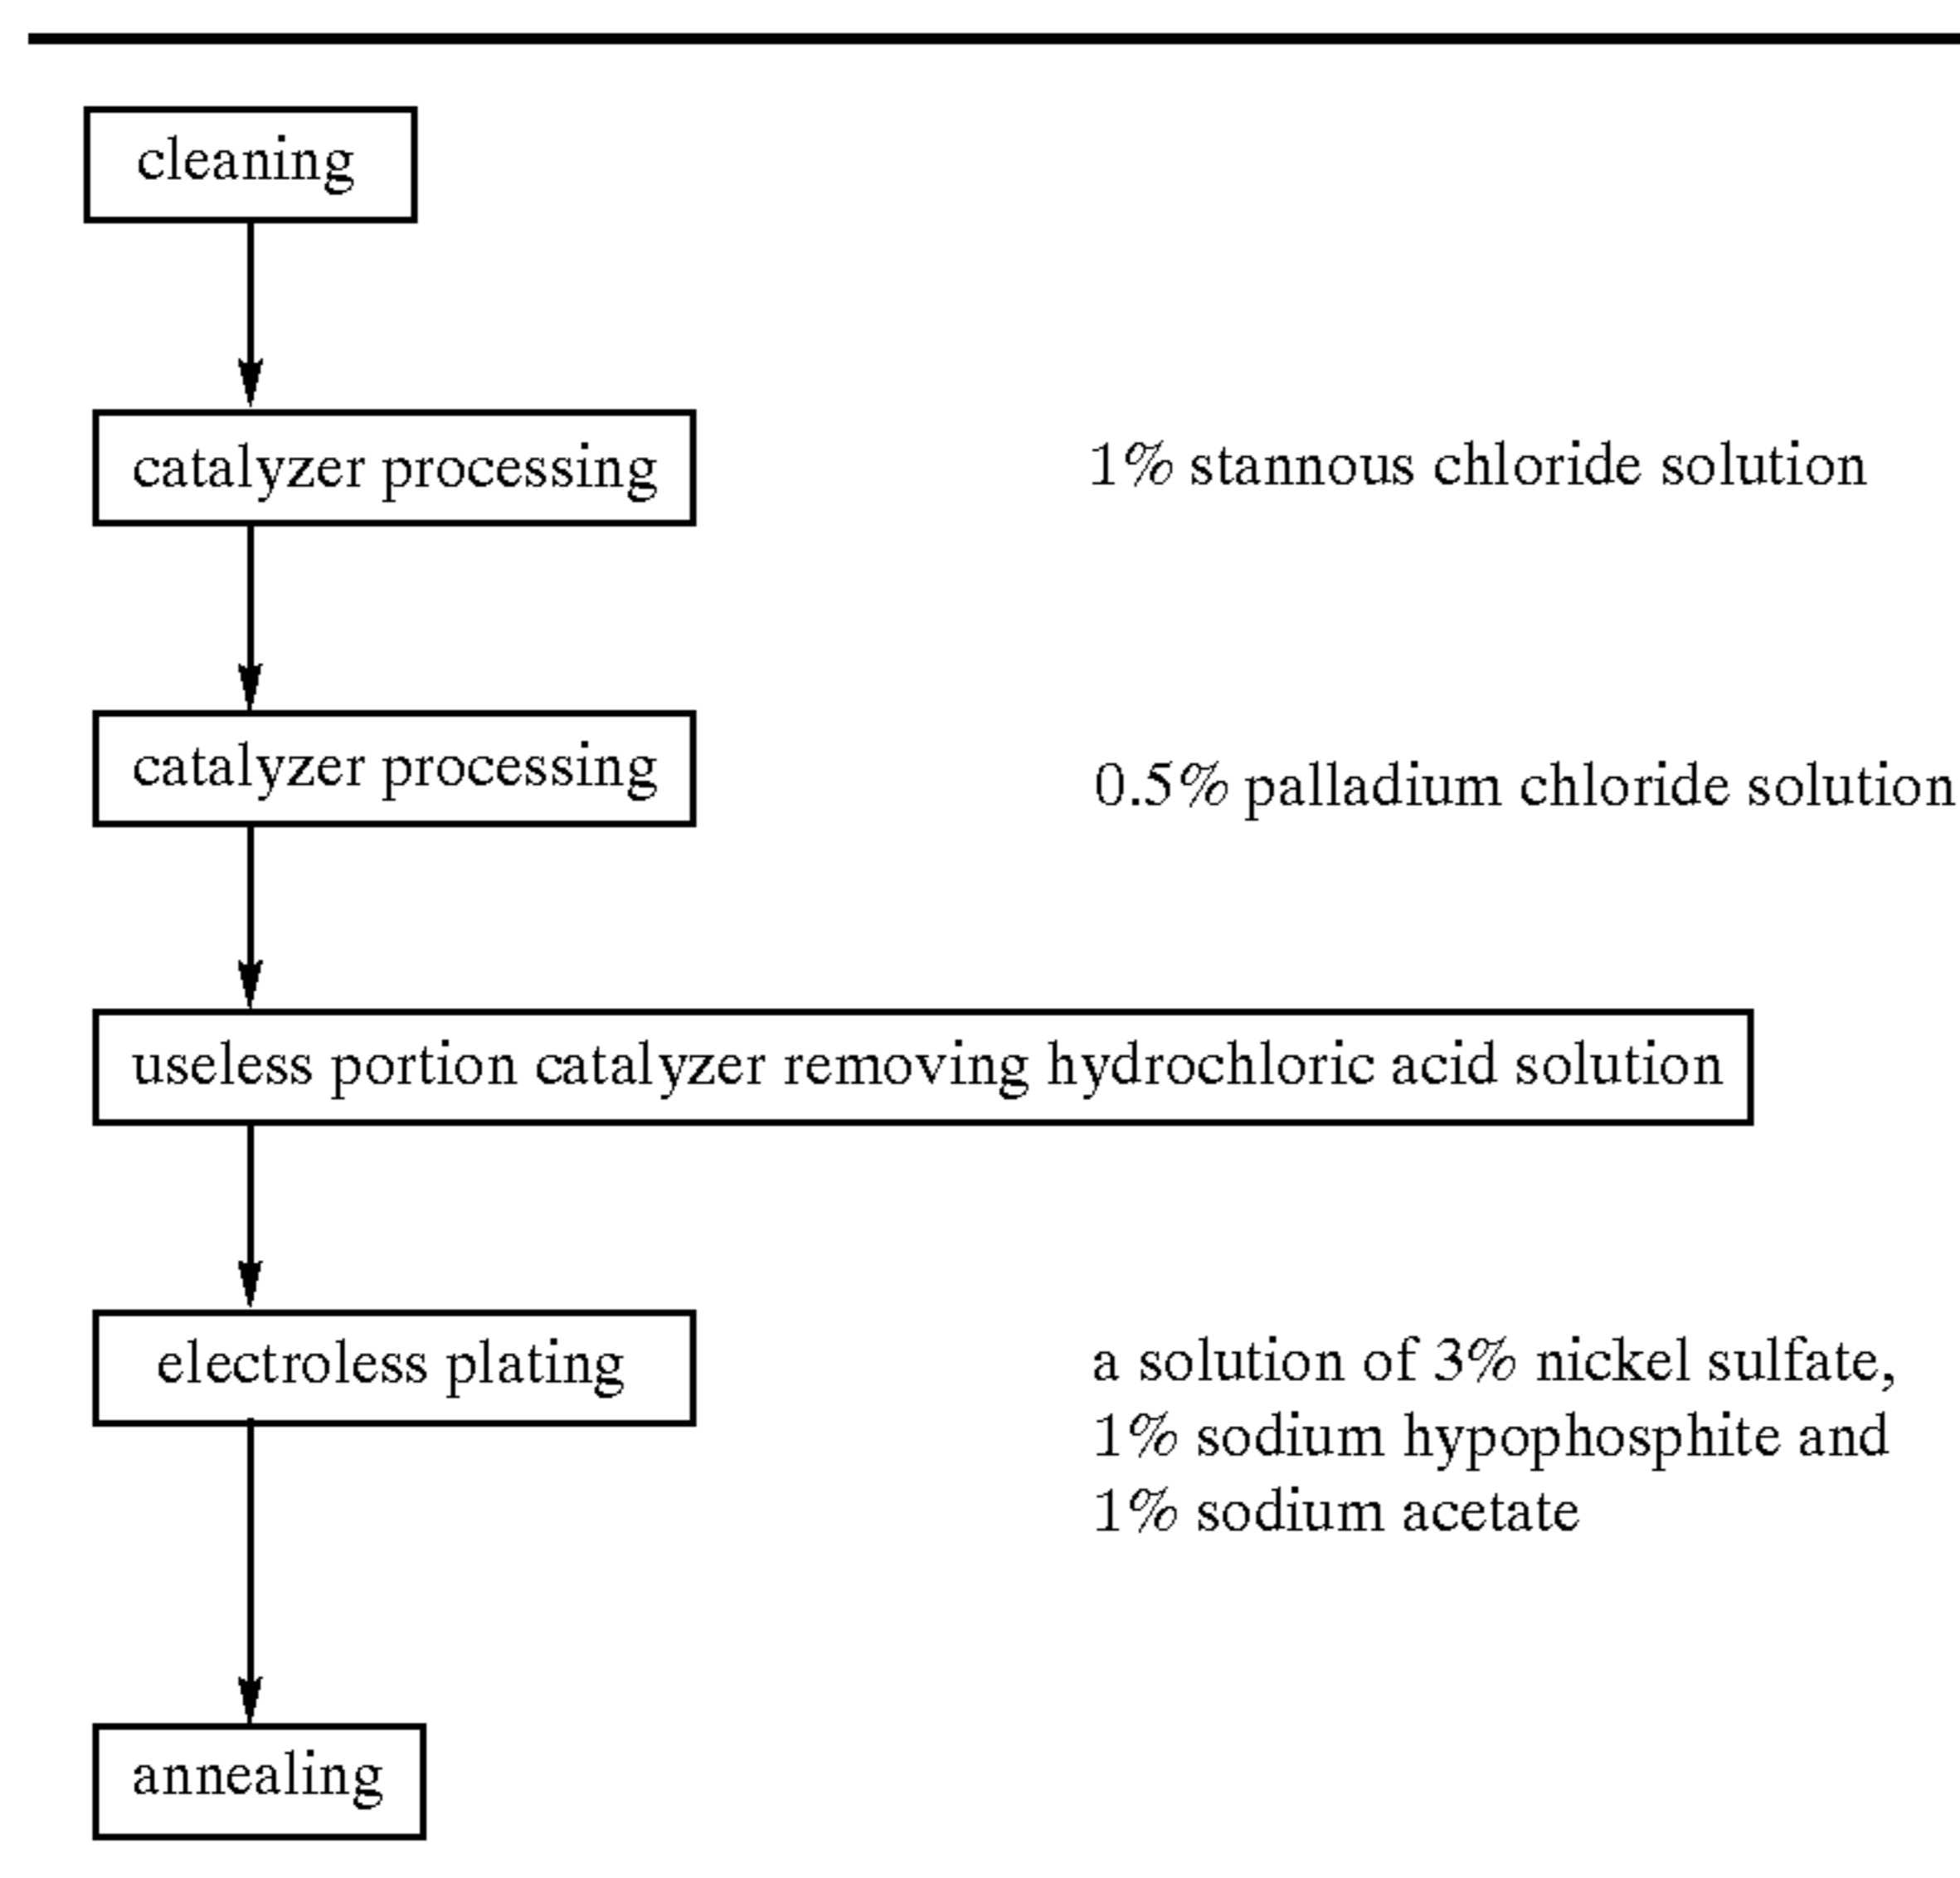 cleaning
catalyzer processing
1% stannous chloride solution
catalyzer processing
0.5% palladium chloride solution
useless portion catalyzer removing hydrochloric acid solution
electroless plating
a solution of 3% nickel sulfate,
1% sodium hypophosphite and
1% sodium acetate
annealing